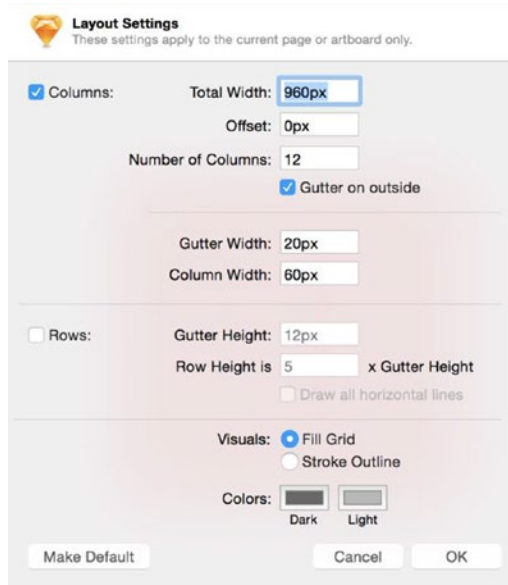 Layout Settings
These settings apply to the current page or artboard only.
Columns: Total Width: 960px
Offset: 0px
Number of Columns: 12
Gutter on outside
Gutter Width: 20px
Column Width: 60px
Rows: Gutter Height: 12px
Row Height is 5 x Gutter Height
Draw all horizontal lines
Visuals: Fill Grid
Stroke Outline
Colors:
Dark Light
Make Default Cancel OK